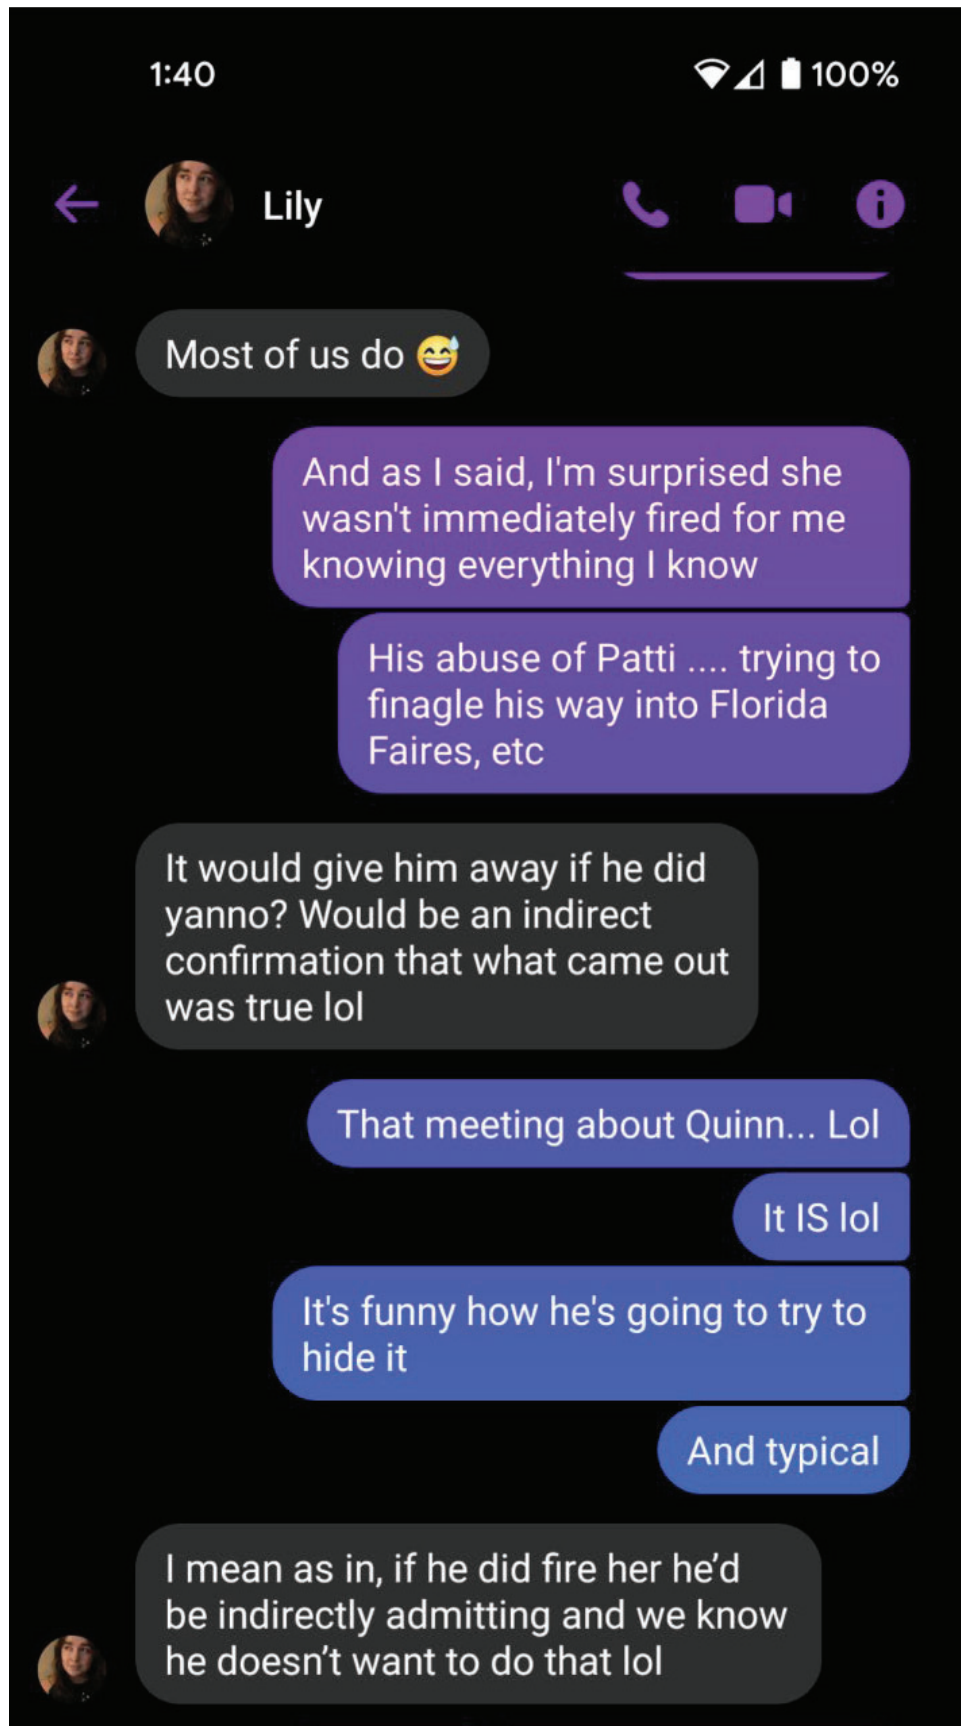 1:40
100%
Lily
Most of us do 😅
And as I said, I'm surprised she
wasn't immediately fired for me
knowing everything I know
His abuse of Patti .... trying to
finagle his way into Florida
Faires, etc
It would give him away if he did
yanno? Would be an indirect
confirmation that what came out
was true lol
That meeting about Quinn... Lol
It IS lol
It's funny how he's going to try to
hide it
And typical
I mean as in, if he did fire her he’d
be indirectly admitting and we know
he doesn’t want to do that lol